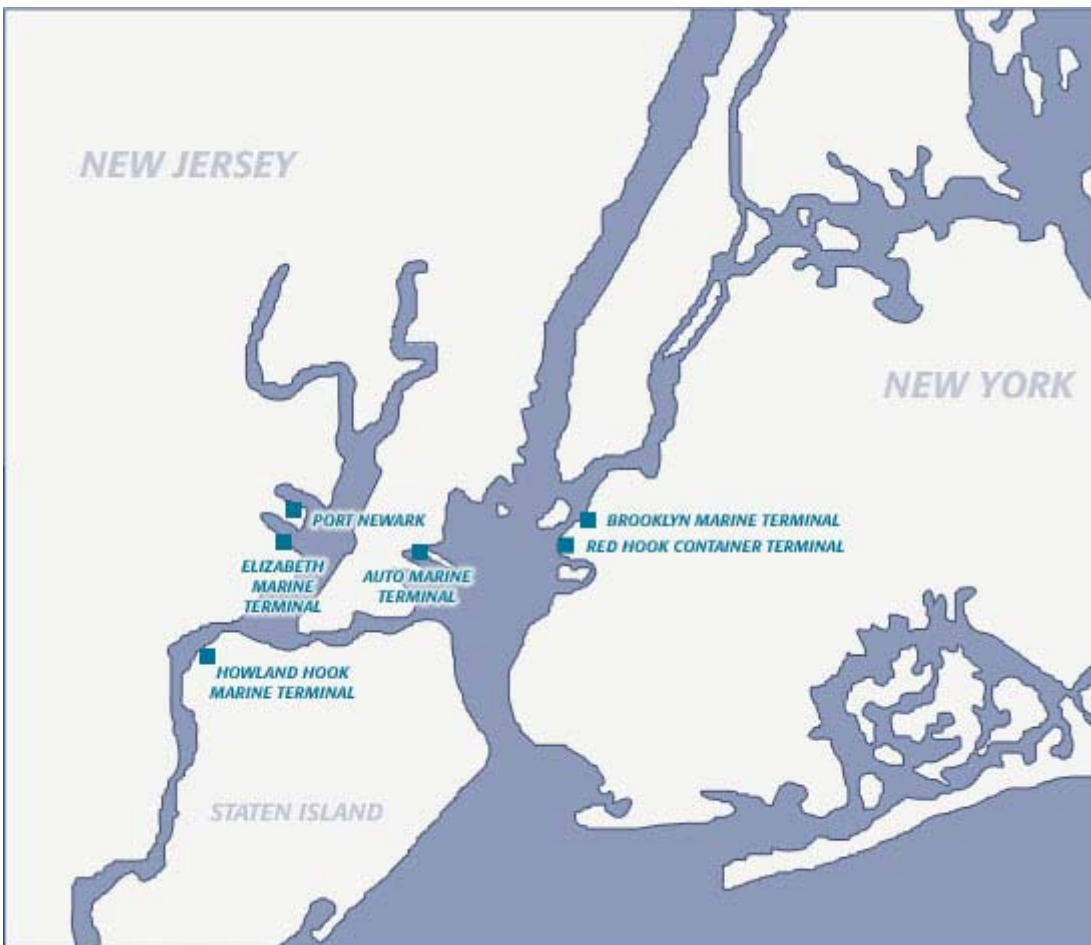 NEW JERSEY
NEW YORK
PORT NEWARK
BROOKLYN MARINE TERMINAL
RED HOOK CONTAINER TERMINAL
ELIZABETH
MARINE
TERMINAL
AUTO MARINE
TERMINAL
HOWLAND HOOK
MARINE TERMINAL
STATEN ISLAND